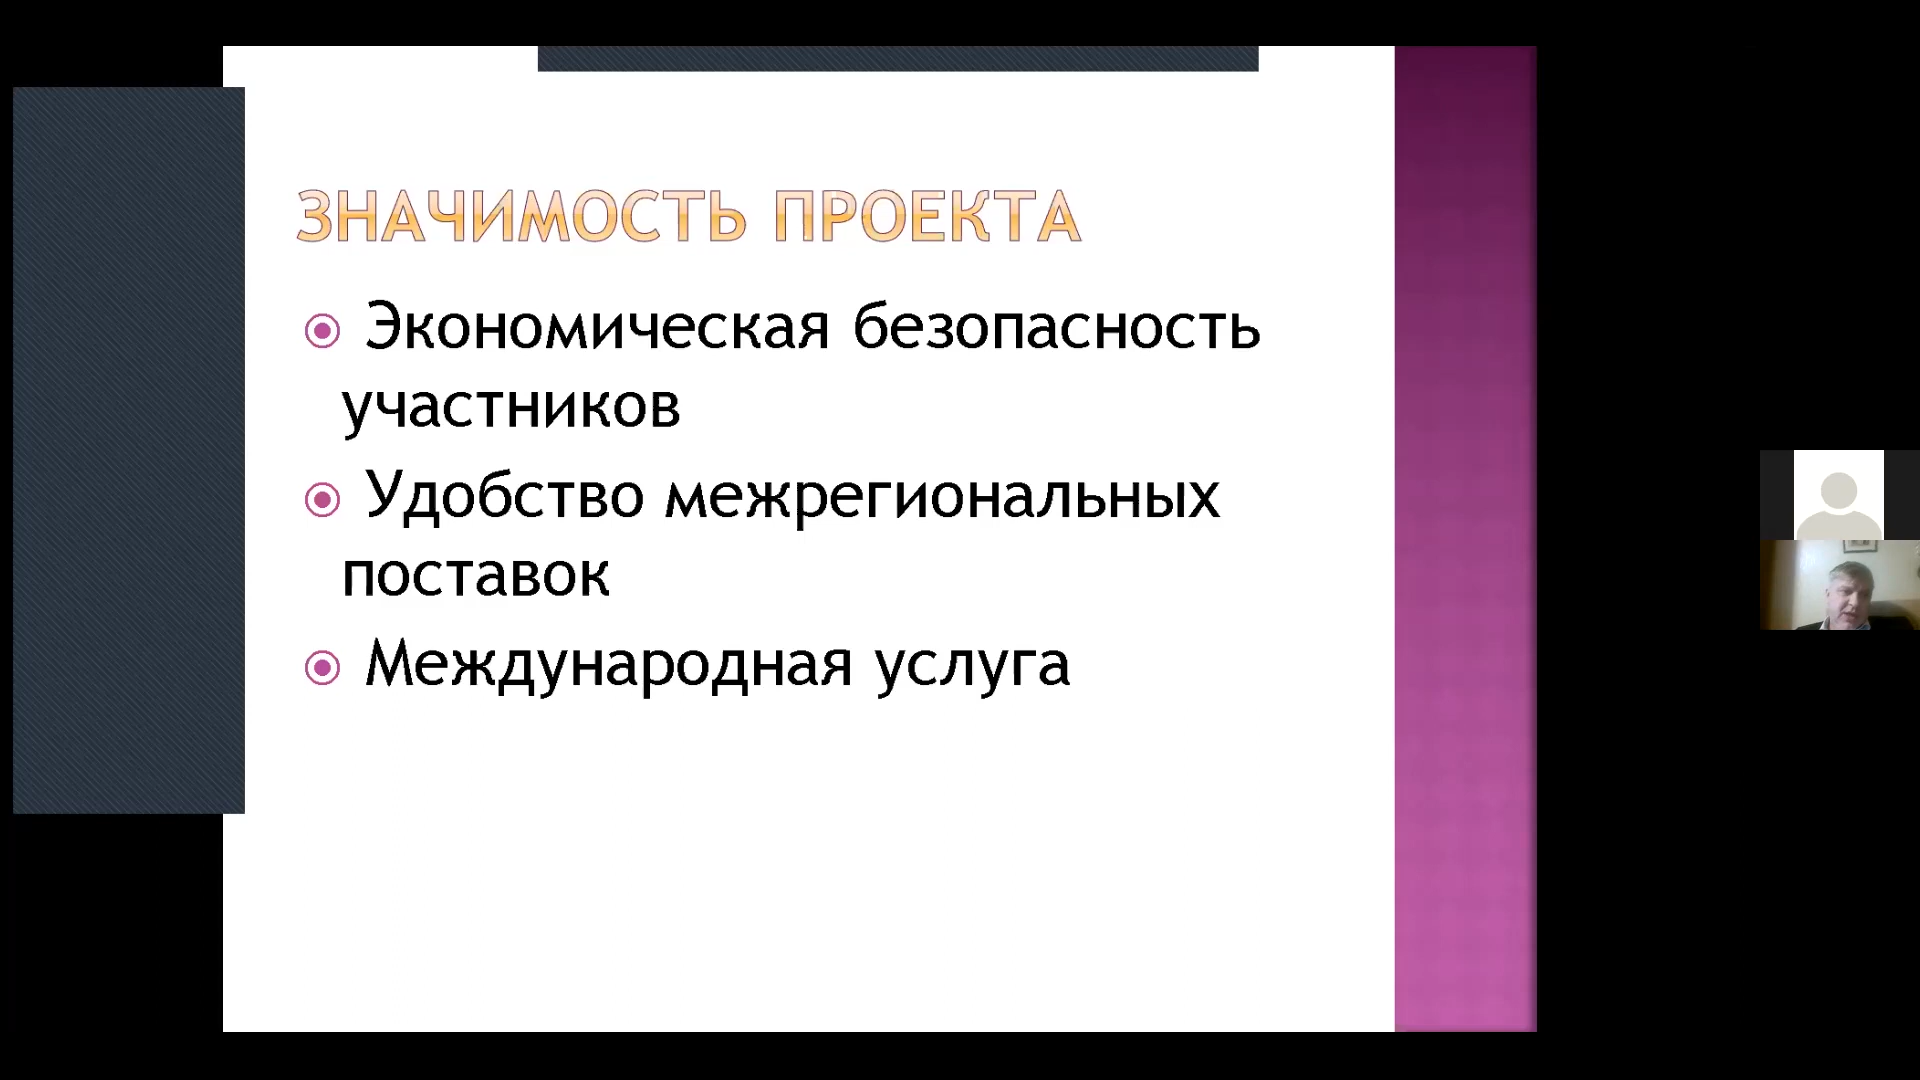 ЗНАЧИМОСТЬ ПРОЕКТА
Экономическая безопасность
участников
Удобство межрегиональных
поставок
Международная услуга